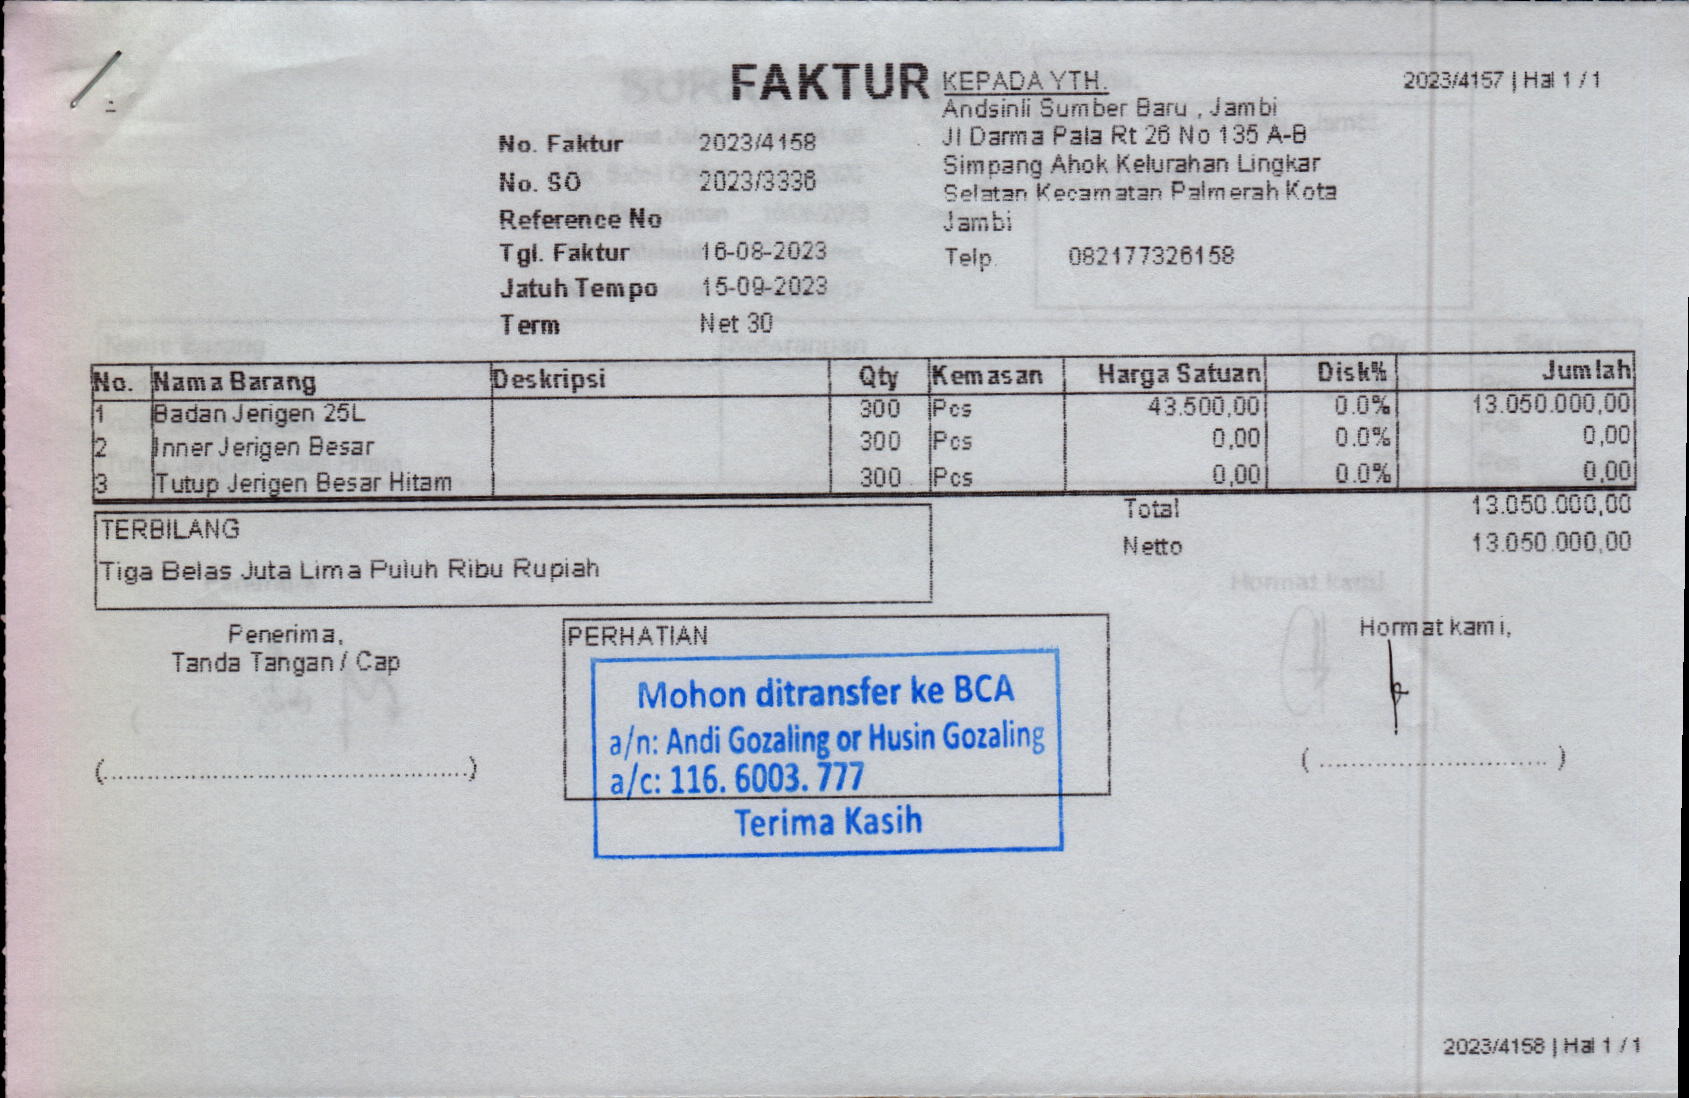 FAKTUR
KEPADA YTH.
2023/4157 | Hal 1 / 1
Andsinli Sumber Baru , Jambi
Jl Darma Pala Rt 26 No 135 A-B
Simpang Ahok Kelurahan Lingkar
Selatan Kecamatan Palmerah Kota
Jambi
Telp. 082177326158
No. Faktur 2023/4158
No. SO 2023/3336
Reference No
Tgl. Faktur 16-08-2023
Jatuh Tempo 15-09-2023
Term Net 30
No. Nama Barang Deskripsi Qty Kemasan Harga Satuan Disk% Jumlah
1 Badan Jerigen 25L 300 Pcs 43.500,00 0.0% 13.050.000,00
2 Inner Jerigen Besar 300 Pcs 0,00 0.0% 0,00
3 Tutup Jerigen Besar Hitam 300 Pcs 0,00 0.0% 0,00
Total 13.050.000,00
Netto 13.050.000,00
TERBILANG
Tiga Belas Juta Lima Puluh Ribu Rupiah
Penerima,
Tanda Tangan / Cap
(..............................................)
PERHATIAN
Mohon ditransfer ke BCA
a/n: Andi Gozaling or Husin Gozaling
a/c: 116. 6003. 777
Terima Kasih
Hormat kami,
( ............................. )
2023/4158 | Hal 1 / 1